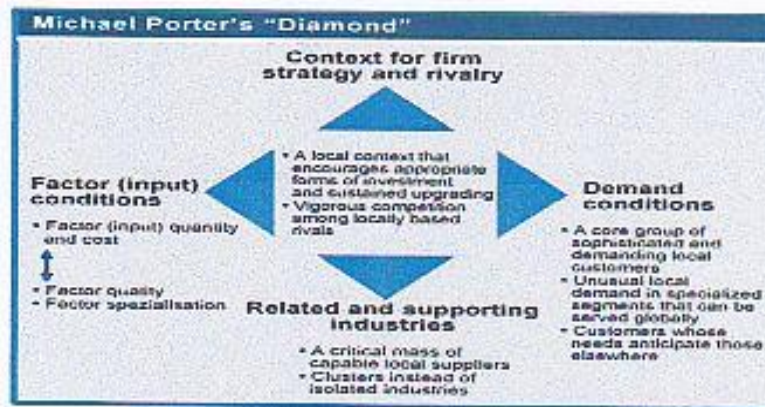 Michael Porter's "Diamond"
Context for firm
strategy and rivalry
• A local context that
encourages appropriate
forms of investment
and sustained upgrading
• Vigorous competition
among locally based
rivals
Factor (input)
conditions
• Factor (input) quantity
and cost
• Factor quality
• Factor spezialisation
Demand
conditions
• A core group of
sophisticated and
demanding local
customers
• Unusual local
demand in specialized
segments that can be
served globally
• Customers whose
needs anticipate those
elsewhere
Related and supporting
industries
• A critical mass of
capable local suppliers
• Clusters instead of
isolated industries